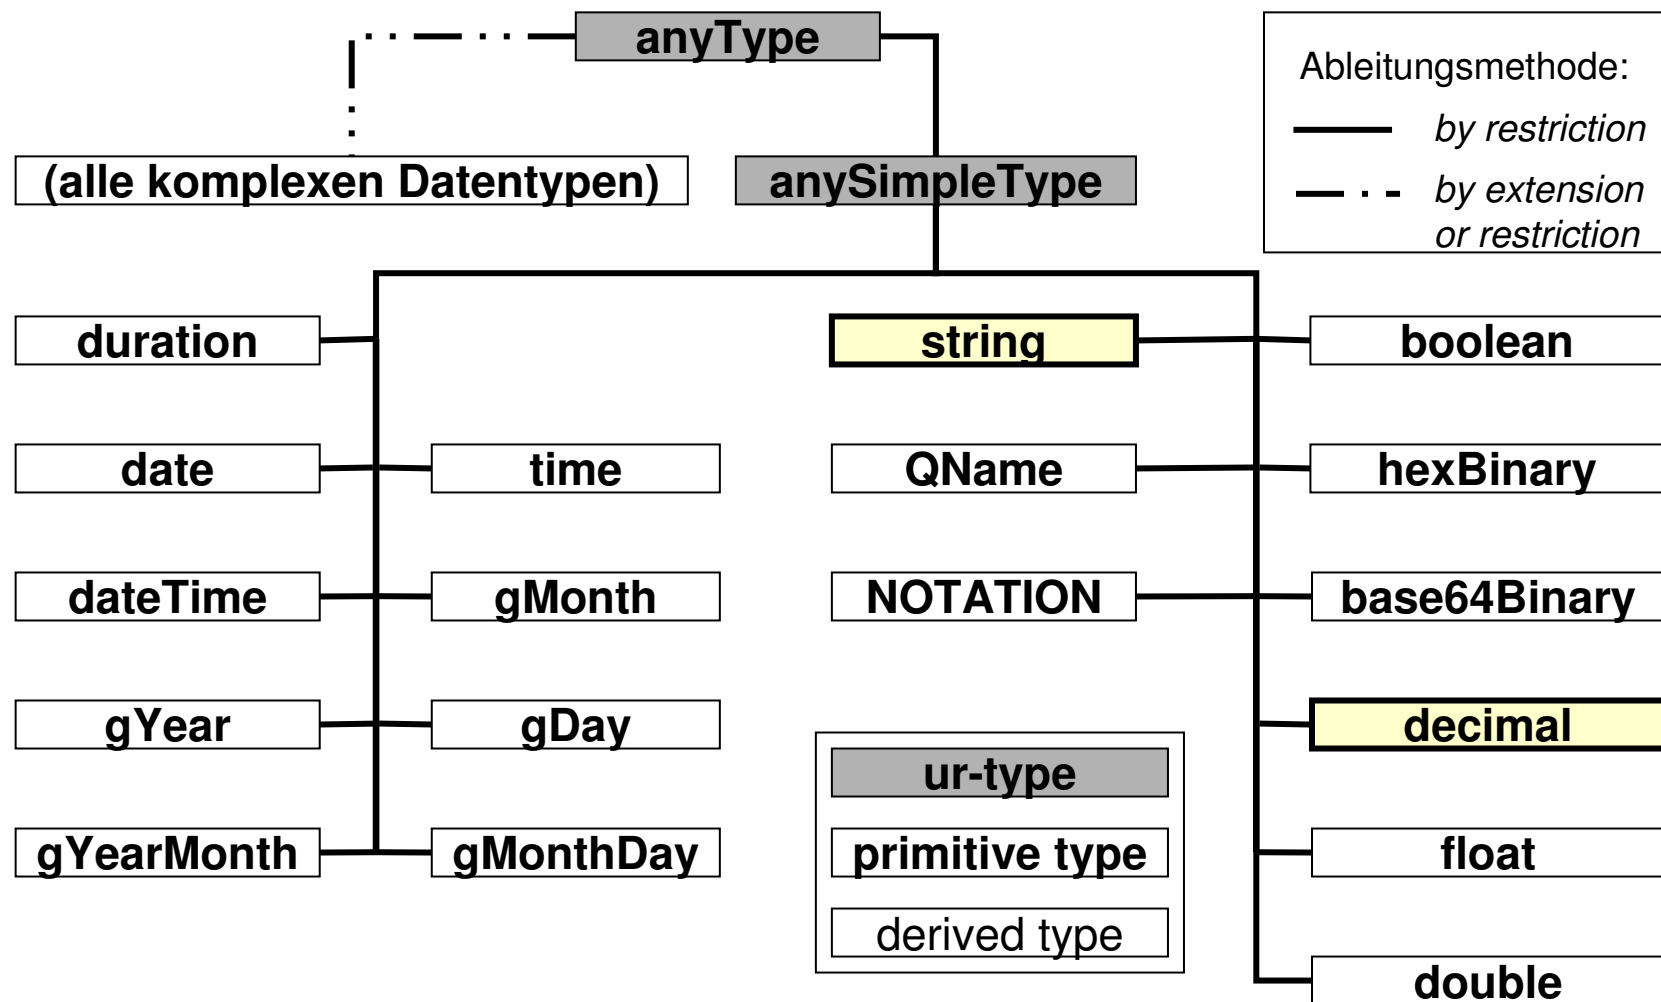 anyType
Ableitungsmethode:
by restriction
by extension
or restriction
(alle komplexen Datentypen)
anySimpleType
duration
string
boolean
date
time
QName
hexBinary
dateTime
gMonth
NOTATION
base64Binary
gYear
gDay
decimal
ur-type
gYearMonth
gMonthDay
primitive type
float
derived type
double